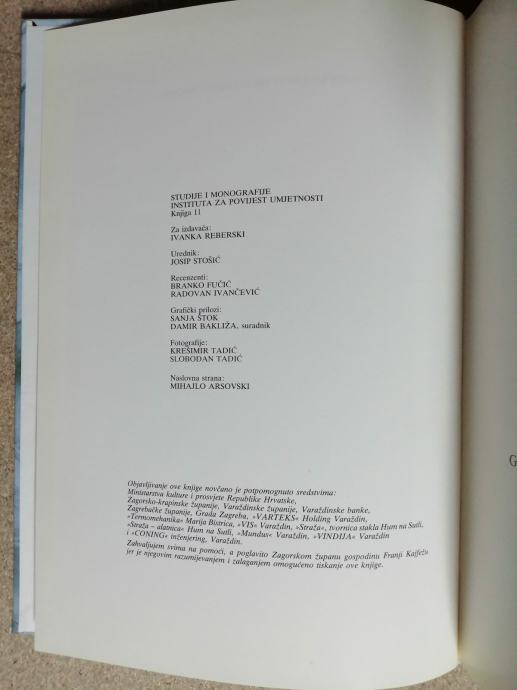 STUDIJE I MONOGRAFIJE
INSTITUTA ZA POVIJEST UMJETNOSTI
Knjiga 11
Za izdavača:
IVANKA REBERSKI
Urednik:
JOSIP STOŠIĆ
Recenzenti:
BRANKO FUČIĆ
RADOVAN IVANČEVIĆ
Grafički prilozi:
SANJA ŠTOK
DAMIR BAKLIŽA, suradnik
Fotografije:
KREŠIMIR TADIĆ
SLOBODAN TADIĆ
Naslovna strana:
MIHAJLO ARSOVSKI
Objavljivanje ove knjige novčano je potpomognuto sredstvima:
Ministarstva kulture i prosvjete Republike Hrvatske,
Zagorsko-krapinske županije, Varaždinske županije, Varaždinske banke,
Zagrebačke županije, Grada Zagreba, »VARTEKS« Holding Varaždin,
»Termomehanika« Marija Bistrica, »VIS« Varaždin, »Straža«, tvornica stakla Hum na Sutli,
»Straža – alatnica« Hum na Sutli, »Mundus« Varaždin, »VINDIJA« Varaždin
i »CONING« inženjering, Varaždin.
Zahvaljujem svima na pomoći, a poglavito Zagorskom županu gospodinu Franji Kajfežu
jer je njegovim razumijevanjem i zalaganjem omogućeno tiskanje ove knjige.
G